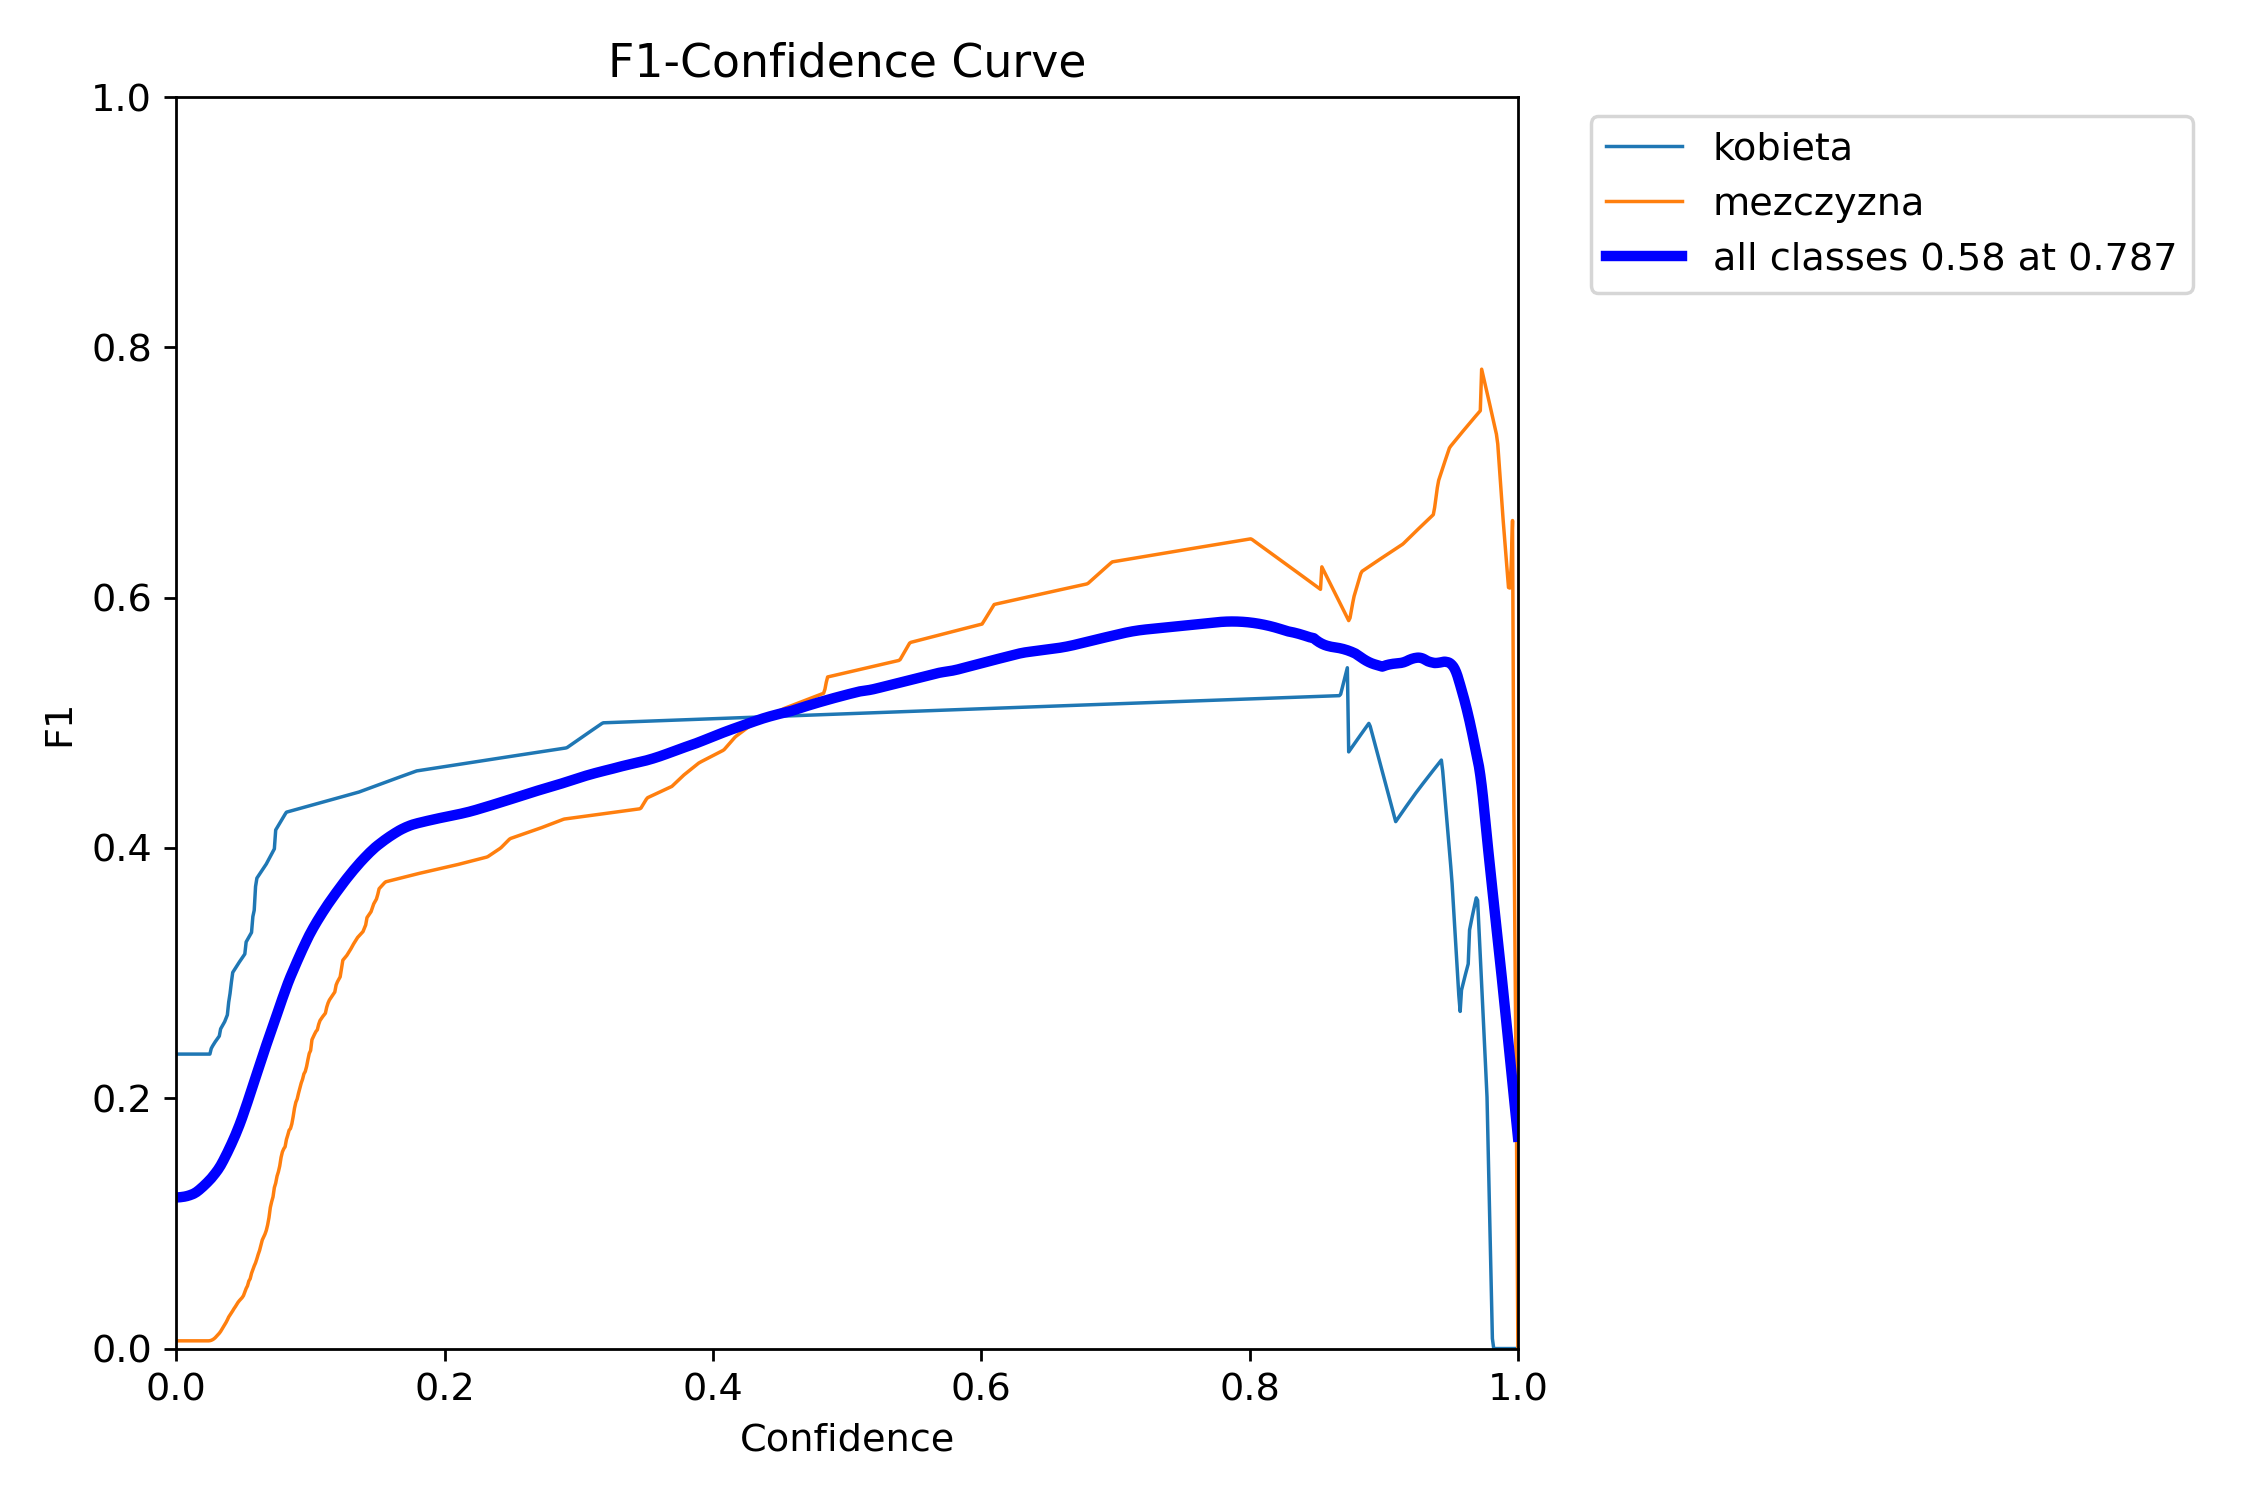 F1-Confidence Curve
1.0
0.8
0.6
0.4
0.2
0.0
F1
0.0 0.2 0.4 0.6 0.8 1.0
Confidence
kobieta
mezczyzna
all classes 0.58 at 0.787